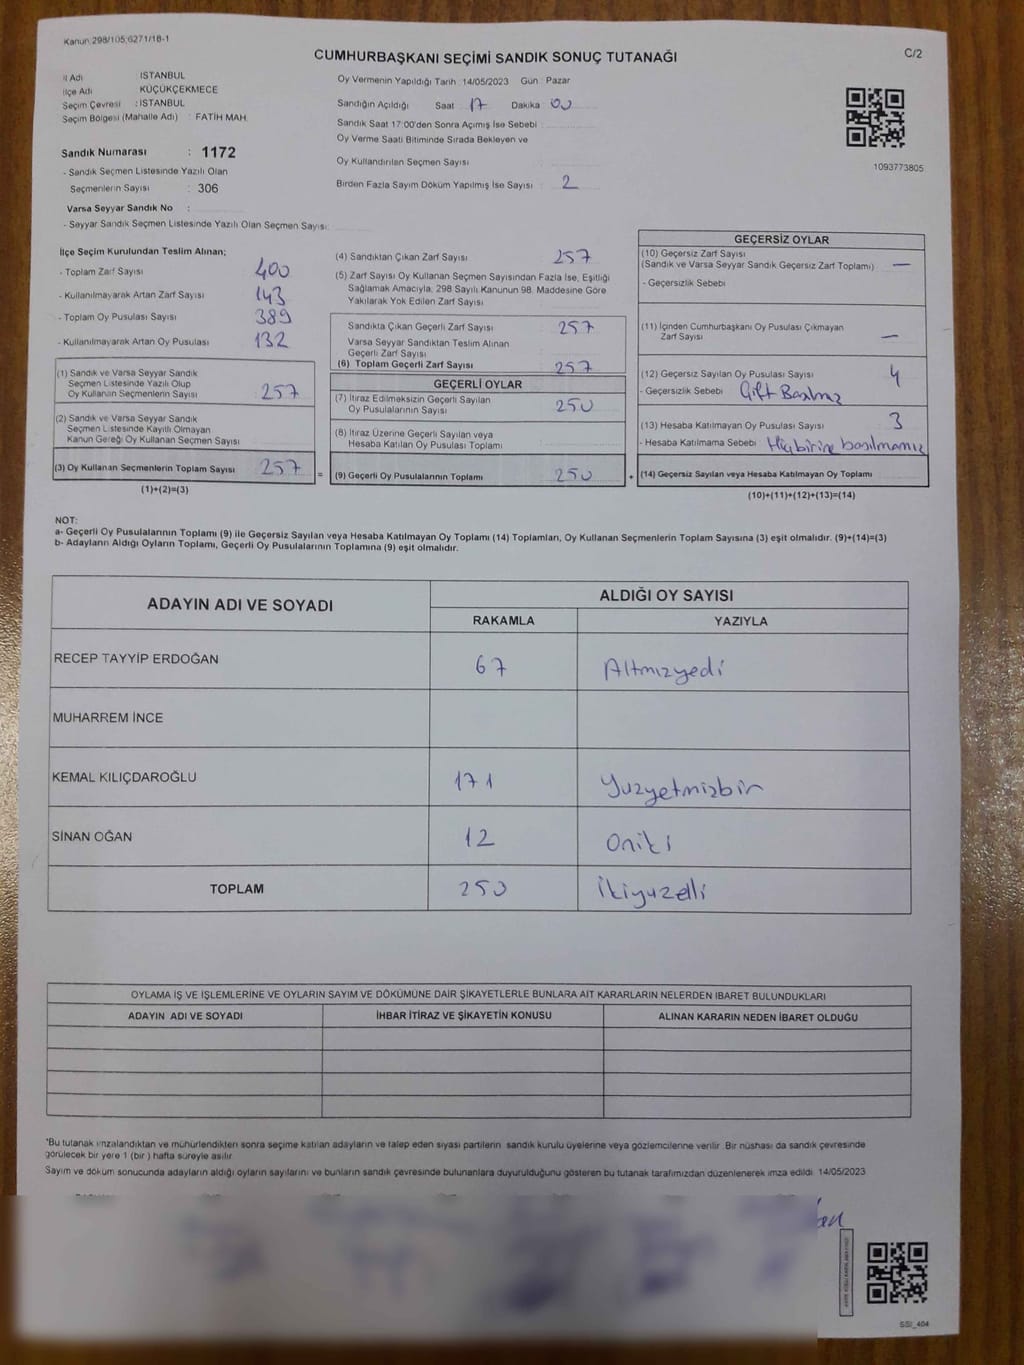 Kanun 298/105,6271/18-1
CUMHURBAŞKANI SEÇİMİ SANDIK SONUÇ TUTANAĞI
C/2
İl Adı İSTANBUL
İlçe Adı KÜÇÜKÇEKMECE
Seçim Çevresi : İSTANBUL
Seçim Bölgesi (Mahalle Adı) : FATİH MAH.
Sandık Numarası : 1172
- Sandık Seçmen Listesinde Yazılı Olan
Seçmenlerin Sayısı : 306
Varsa Seyyar Sandık No :
- Seyyar Sandık Seçmen Listesinde Yazılı Olan Seçmen Sayısı:
Oy Vermenin Yapıldığı Tarih :14/05/2023 Gün : Pazar
Sandığın Açıldığı Saat 17 Dakika 00
Sandık Saat 17:00'den Sonra Açımış İse Sebebi :
Oy Verme Saati Bitiminde Sırada Bekleyen ve
Oy Kullandırılan Seçmen Sayısı :
Birden Fazla Sayım Döküm Yapılmış İse Sayısı : 2
1093773805
İlçe Seçim Kurulundan Teslim Alınan;
- Toplam Zarf Sayısı : 400
- Kullanılmayarak Artan Zarf Sayısı : 143
- Toplam Oy Pusulası Sayısı : 389
- Kullanılmayarak Artan Oy Pusulası : 132
(1) Sandık ve Varsa Seyyar Sandık
Seçmen Listesinde Yazılı Olup
Oy Kullanan Seçmenlerin Sayısı : 257
(2) Sandık ve Varsa Seyyar Sandık
Seçmen Listesinde Kayıtlı Olmayan
Kanun Gereği Oy Kullanan Seçmen Sayısı :
(3) Oy Kullanan Seçmenlerin Toplam Sayısı : 257
(1)+(2)=(3)
(4) Sandıktan Çıkan Zarf Sayısı : 257
(5) Zarf Sayısı Oy Kullanan Seçmen Sayısından Fazla İse, Eşitliği
Sağlamak Amacıyla, 298 Sayılı Kanunun 98. Maddesine Göre
Yakılarak Yok Edilen Zarf Sayısı :
Sandıkta Çıkan Geçerli Zarf Sayısı : 257
Varsa Seyyar Sandıktan Teslim Alınan
Geçerli Zarf Sayısı :
(6) Toplam Geçerli Zarf Sayısı : 257
GEÇERLİ OYLAR
(7) İtiraz Edilmeksizin Geçerli Sayılan
Oy Pusulalarının Sayısı : 250
(8) İtiraz Üzerine Geçerli Sayılan veya
Hesaba Katılan Oy Pusulası Toplamı :
= (9) Geçerli Oy Pusulalarının Toplamı : 250
GEÇERSİZ OYLAR
(10) Geçersiz Zarf Sayısı
(Sandık ve Varsa Seyyar Sandık Geçersiz Zarf Toplamı) : —
- Geçersizlik Sebebi :
(11) İçinden Cumhurbaşkanı Oy Pusulası Çıkmayan
Zarf Sayısı : —
(12) Geçersiz Sayılan Oy Pusulası Sayısı : 4
- Geçersizlik Sebebi :
(13) Hesaba Katılmayan Oy Pusulası Sayısı : 3
- Hesaba Katılmama Sebebi : Hiçbirine basılmamış
+ (14) Geçersiz Sayılan veya Hesaba Katılmayan Oy Toplamı :
(10)+(11)+(12)+(13)=(14)
NOT:
a- Geçerli Oy Pusulalarının Toplamı (9) ile Geçersiz Sayılan veya Hesaba Katılmayan Oy Toplamı (14) Toplamları, Oy Kullanan Seçmenlerin Toplam Sayısına (3) eşit olmalıdır. (9)+(14)=(3)
b- Adayların Aldığı Oyların Toplamı, Geçerli Oy Pusulalarının Toplamına (9) eşit olmalıdır.
ADAYIN ADI VE SOYADI
ALDIĞI OY SAYISI
RAKAMLA YAZIYLA
RECEP TAYYİP ERDOĞAN 67 Altmışyedi
MUHARREM İNCE
KEMAL KILIÇDAROĞLU 171 Yüzyetmişbir
SİNAN OĞAN 12 Oniki
TOPLAM 250 İkiyüzelli
OYLAMA İŞ VE İŞLEMLERİNE VE OYLARIN SAYIM VE DÖKÜMÜNE DAİR ŞİKAYETLERLE BUNLARA AİT KARARLARIN NELERDEN İBARET BULUNDUKLARI
ADAYIN ADI VE SOYADI İHBAR İTİRAZ VE ŞİKAYETİN KONUSU ALINAN KARARIN NEDEN İBARET OLDUĞU
*Bu tutanak imzalandıktan ve mühürlendikten sonra seçime katılan adayların ve talep eden siyasi partilerin sandık kurulu üyelerine veya gözlemcilerine verilir. Bir nüshası da sandık çevresinde
görülecek bir yere 1 (bir ) hafta süreyle asılır.
Sayım ve döküm sonucunda adayların aldığı oyların sayılarını ve bunların sandık çevresinde bulunanlara duyurulduğunu gösteren bu tutanak tarafımızdan düzenlenerek imza edildi. 14/05/2023
SSI_404